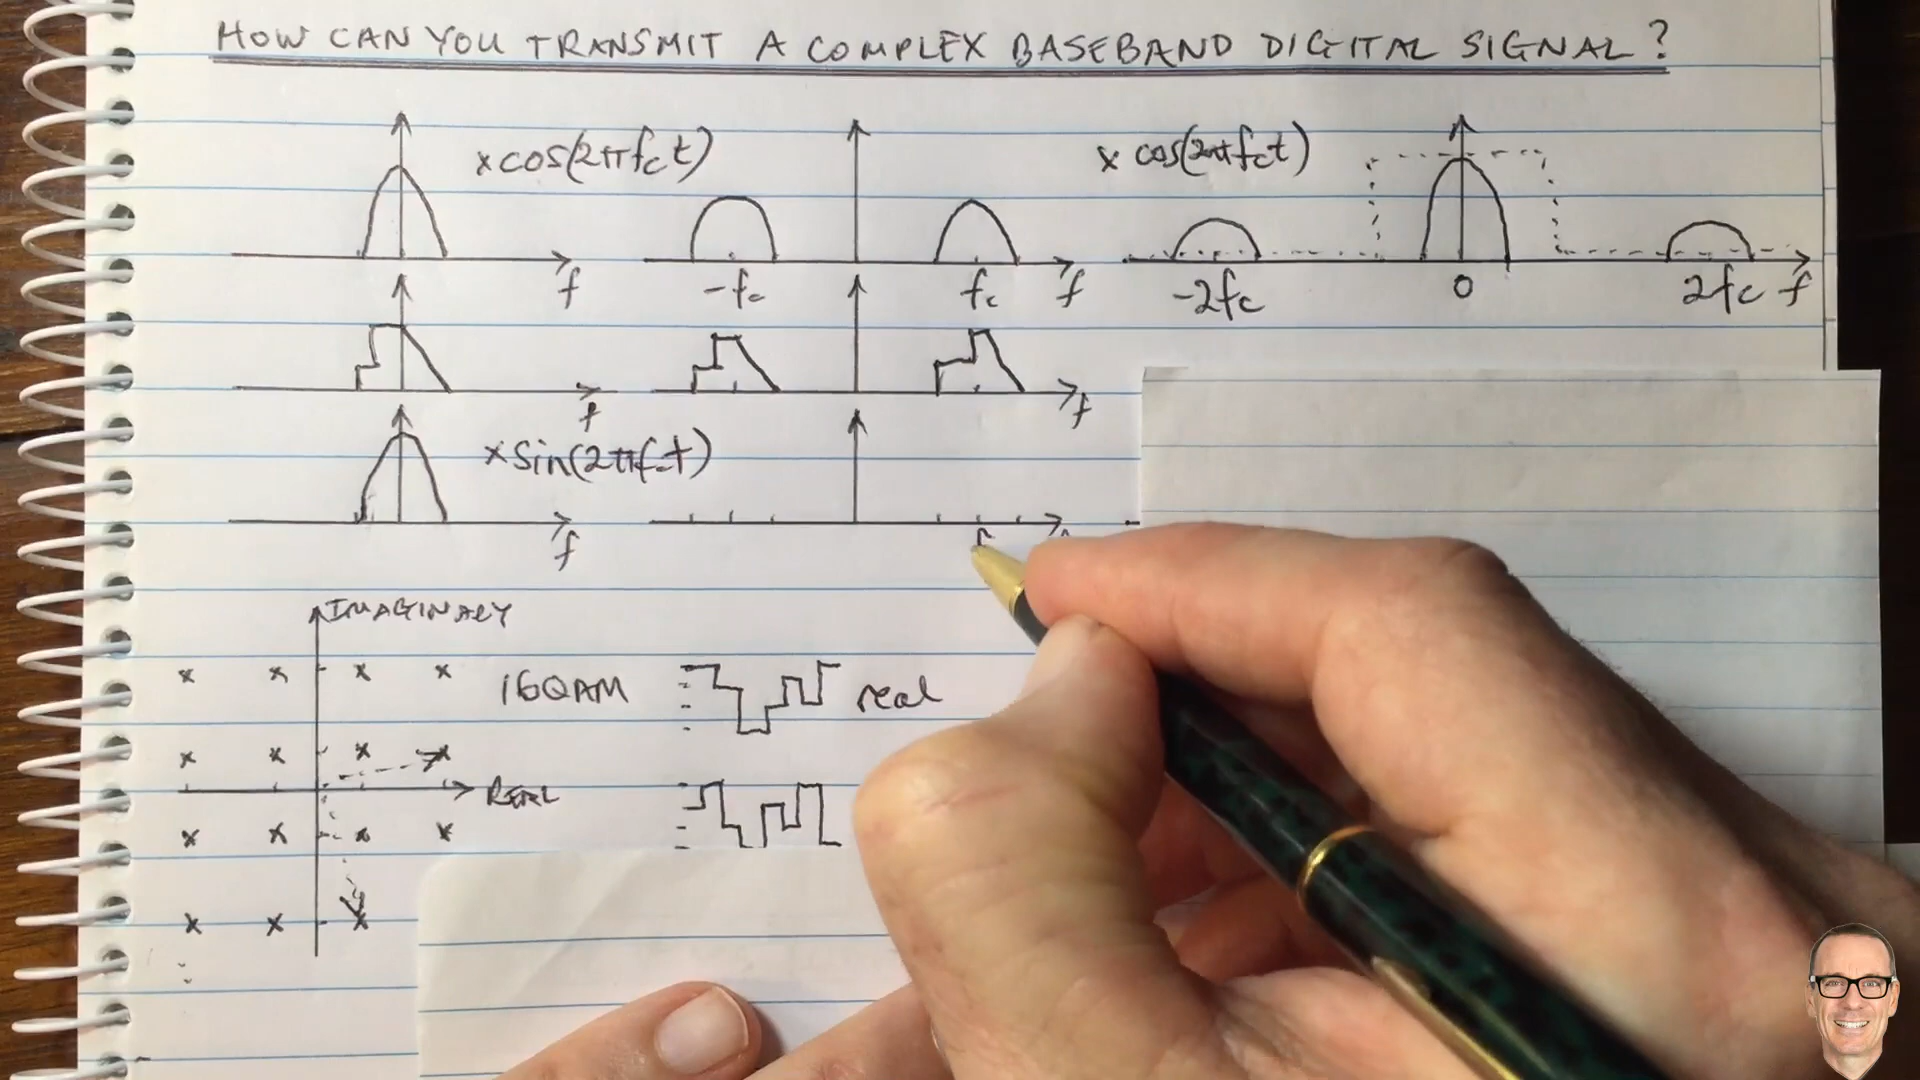 HOW CAN YOU TRANSMIT A COMPLEX BASEBAND DIGITAL SIGNAL?
×cos(2πfct)
× cos(2πfct)
f
-fc
fc
f
-2fc
0
2fc
f
f
f
×sin(2πfct)
f
f
IMAGINARY
16QAM
real
REAL